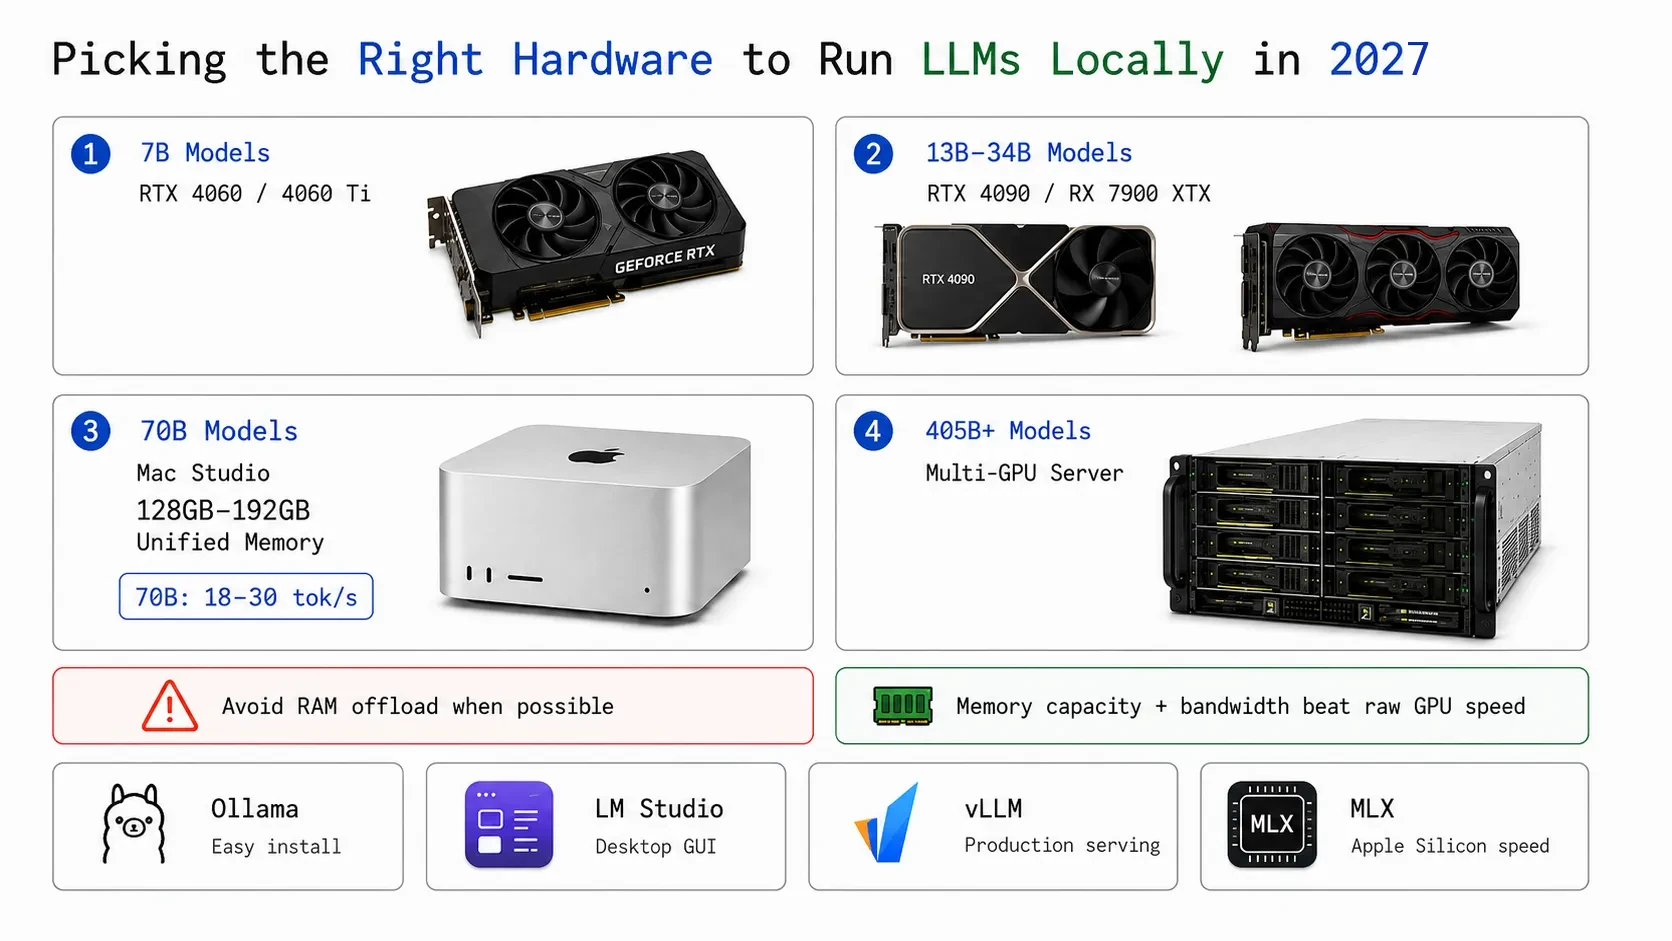 Picking the Right Hardware to Run LLMs Locally in 2027
1
7B Models
RTX 4060 / 4060 Ti
GEFORCE RTX
2
13B–34B Models
RTX 4090 / RX 7900 XTX
RTX 4090
3
70B Models
Mac Studio
128GB–192GB
Unified Memory
70B: 18–30 tok/s
4
405B+ Models
Multi-GPU Server
Avoid RAM offload when possible
Memory capacity + bandwidth beat raw GPU speed
Ollama
Easy install
LM Studio
Desktop GUI
vLLM
Production serving
MLX
MLX
Apple Silicon speed